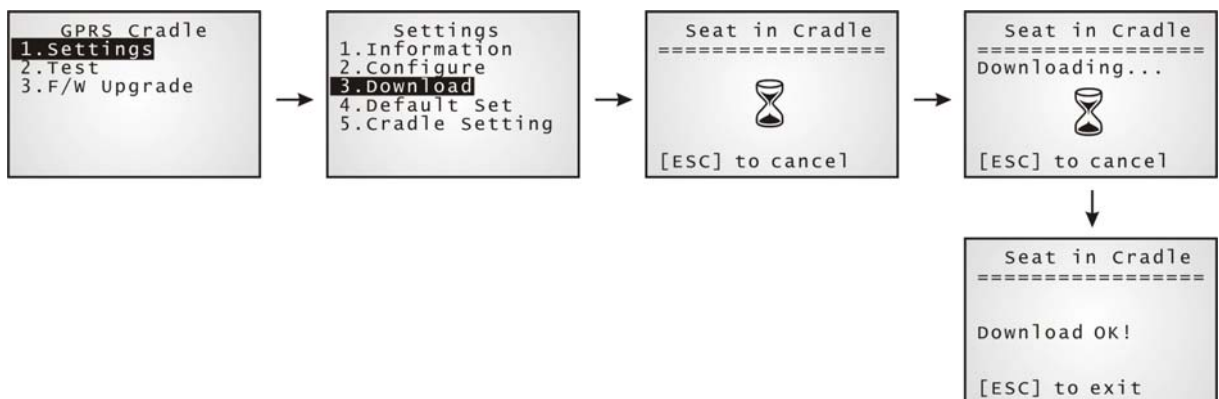 GPRS Cradle
1.Settings
2.Test
3.F/W Upgrade
Settings
1.Information
2.Configure
3.Download
4.Default Set
5.Cradle Setting
Seat in Cradle
=================
[ESC] to cancel
Seat in Cradle
=================
Downloading...
[ESC] to cancel
Seat in Cradle
=================
Download OK!
[ESC] to exit